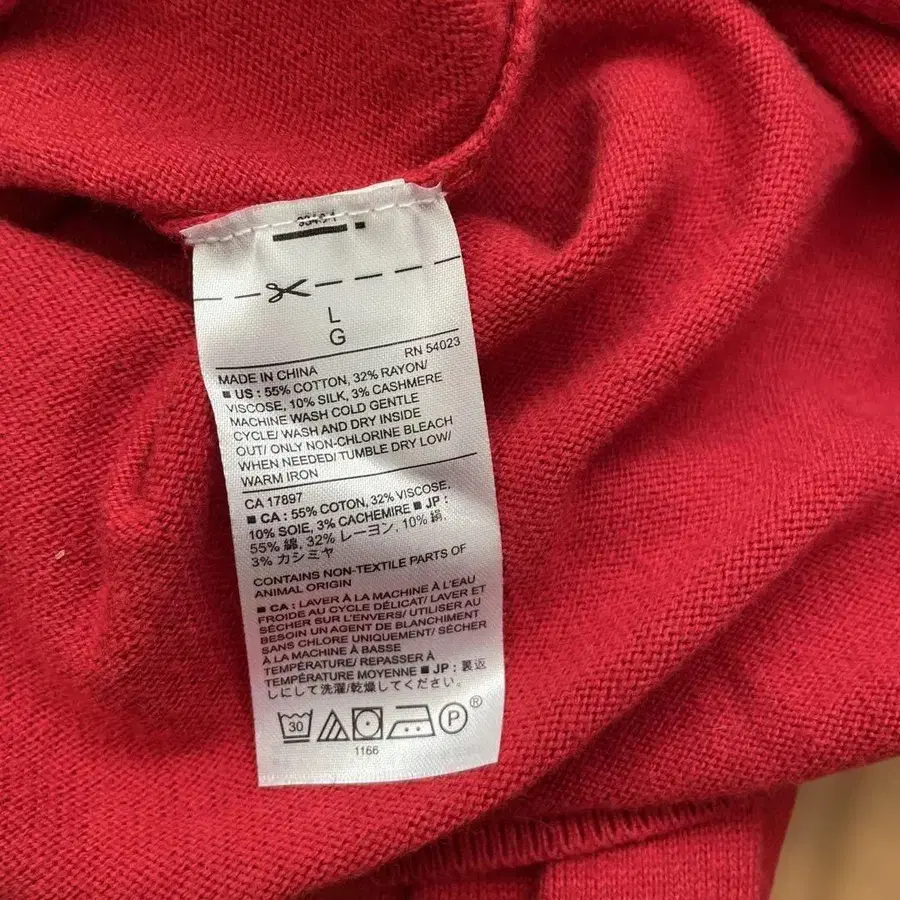 L
G
RN 54023
MADE IN CHINA
■ US : 55% COTTON, 32% RAYON/
VISCOSE, 10% SILK, 3% CASHMERE
MACHINE WASH COLD GENTLE
CYCLE/ WASH AND DRY INSIDE
OUT/ ONLY NON-CHLORINE BLEACH
WHEN NEEDED/ TUMBLE DRY LOW/
WARM IRON
CA 17897
■ CA : 55% COTON, 32% VISCOSE,
10% SOIE, 3% CACHEMIRE ■ JP :
55% 綿, 32% レーヨン, 10% 絹,
3% カシミヤ
CONTAINS NON-TEXTILE PARTS OF
ANIMAL ORIGIN
■ CA : LAVER À LA MACHINE À L'EAU
FROIDE AU CYCLE DÉLICAT/ LAVER ET
SÉCHER SUR L'ENVERS/ UTILISER AU
BESOIN UN AGENT DE BLANCHIMENT
SANS CHLORE UNIQUEMENT/ SÉCHER
À LA MACHINE À BASSE
TEMPÉRATURE/ REPASSER À
TEMPÉRATURE MOYENNE ■ JP : 裏返
しにして洗濯/乾燥してください.
30 P ®
1166